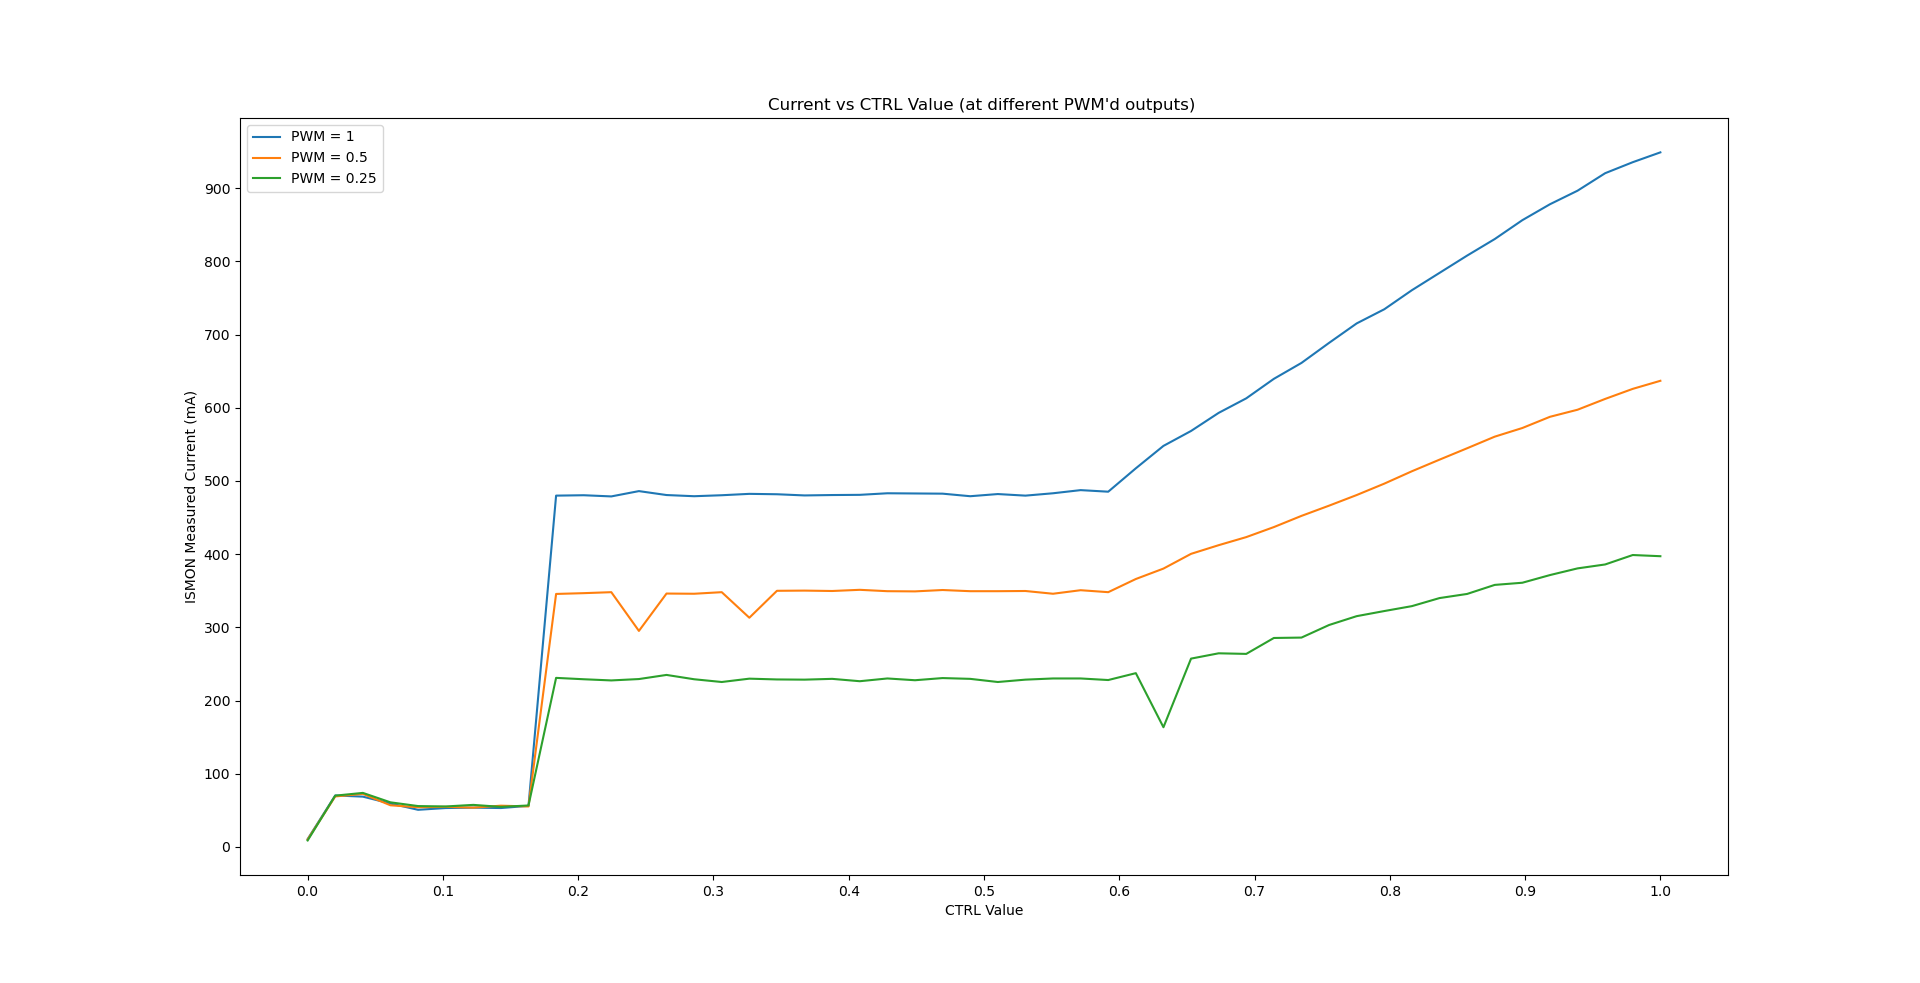 Current vs CTRL Value (at different PWM'd outputs)
PWM = 1
PWM = 0.5
PWM = 0.25
ISMON Measured Current (mA)
900
800
700
600
500
400
300
200
100
0
0.0 0.1 0.2 0.3 0.4 0.5 0.6 0.7 0.8 0.9 1.0
CTRL Value